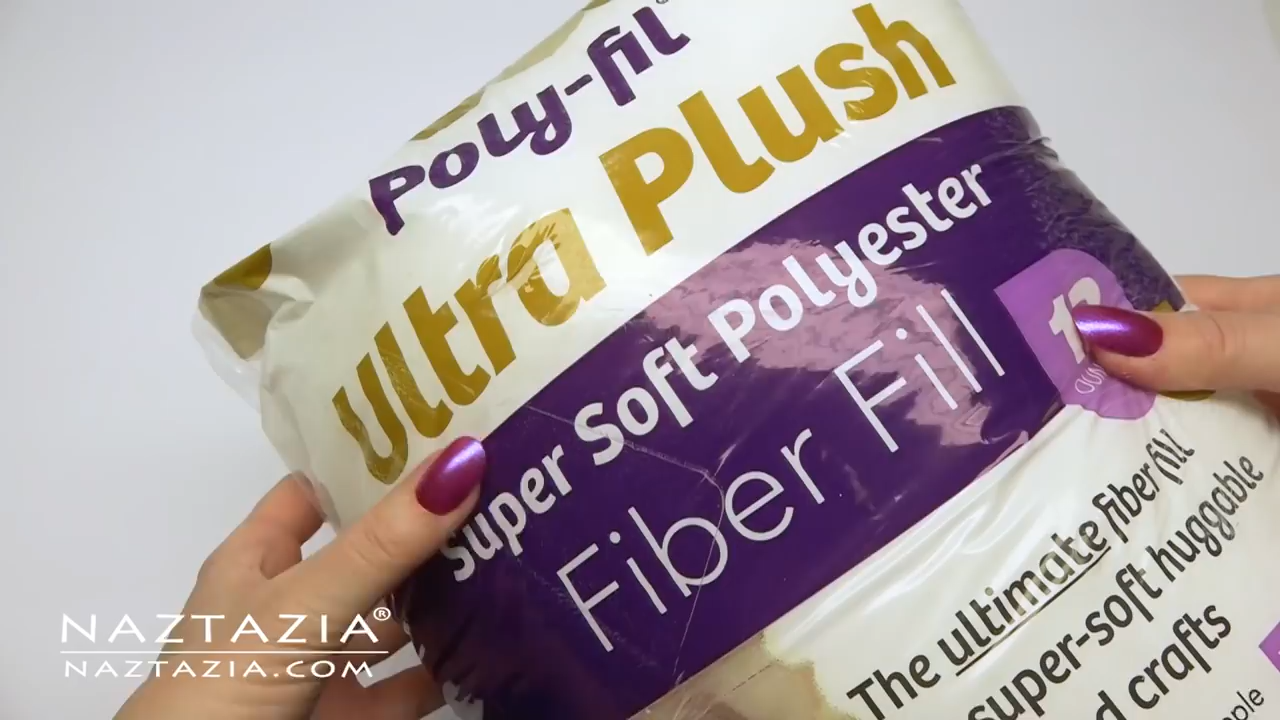 Poly-fil®
Ultra Plush
Super Soft Polyester
Fiber Fill
12
The ultimate fiber fill
super-soft huggable
d crafts
NAZTAZIA®
NAZTAZIA.COM